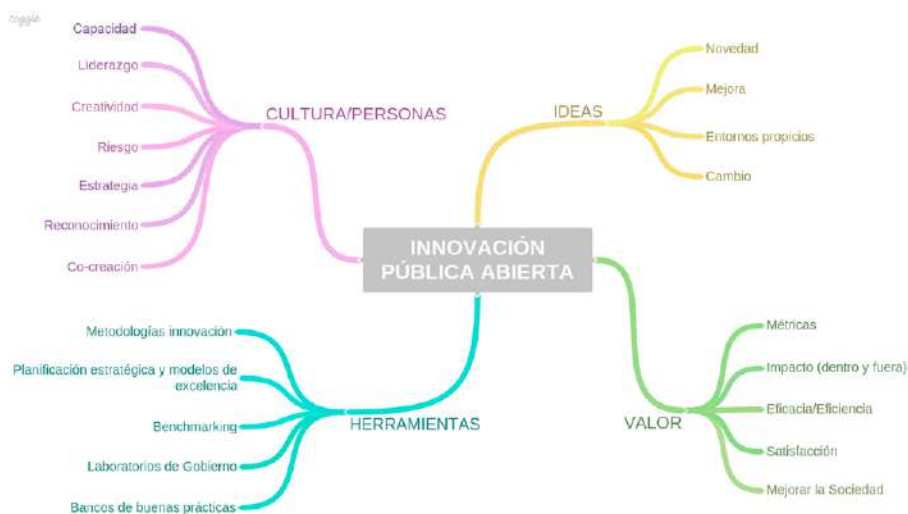 coggle
Capacidad
Liderazgo
Creatividad
Riesgo
Estrategia
Reconocimiento
Co-creación
CULTURA/PERSONAS
IDEAS
Novedad
Mejora
Entornos propicios
Cambio
INNOVACIÓN
PÚBLICA ABIERTA
Metodologías innovación
Planificación estratégica y modelos de
excelencia
Benchmarking
Laboratorios de Gobierno
Bancos de buenas prácticas
HERRAMIENTAS
VALOR
Métricas
Impacto (dentro y fuera)
Eficacia/Eficiencia
Satisfacción
Mejorar la Sociedad